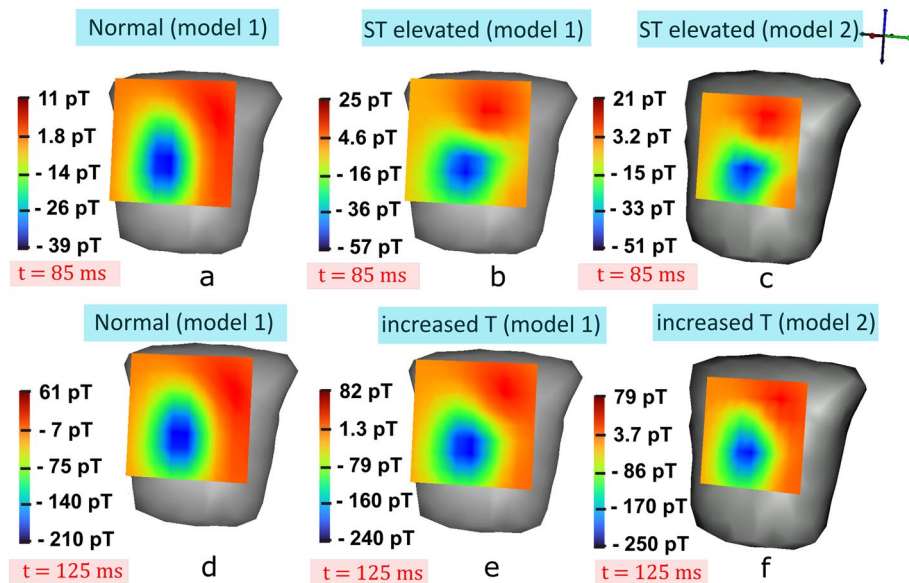 Normal (model 1)
ST elevated (model 1)
ST elevated (model 2)
11 pT
1.8 pT
- 14 pT
- 26 pT
- 39 pT
t = 85 ms
a
25 pT
4.6 pT
- 16 pT
- 36 pT
- 57 pT
t = 85 ms
b
21 pT
3.2 pT
- 15 pT
- 33 pT
- 51 pT
t = 85 ms
c
Normal (model 1)
increased T (model 1)
increased T (model 2)
61 pT
- 7 pT
- 75 pT
- 140 pT
- 210 pT
t = 125 ms
d
82 pT
1.3 pT
- 79 pT
- 160 pT
- 240 pT
t = 125 ms
e
79 pT
3.7 pT
- 86 pT
- 170 pT
- 250 pT
t = 125 ms
f